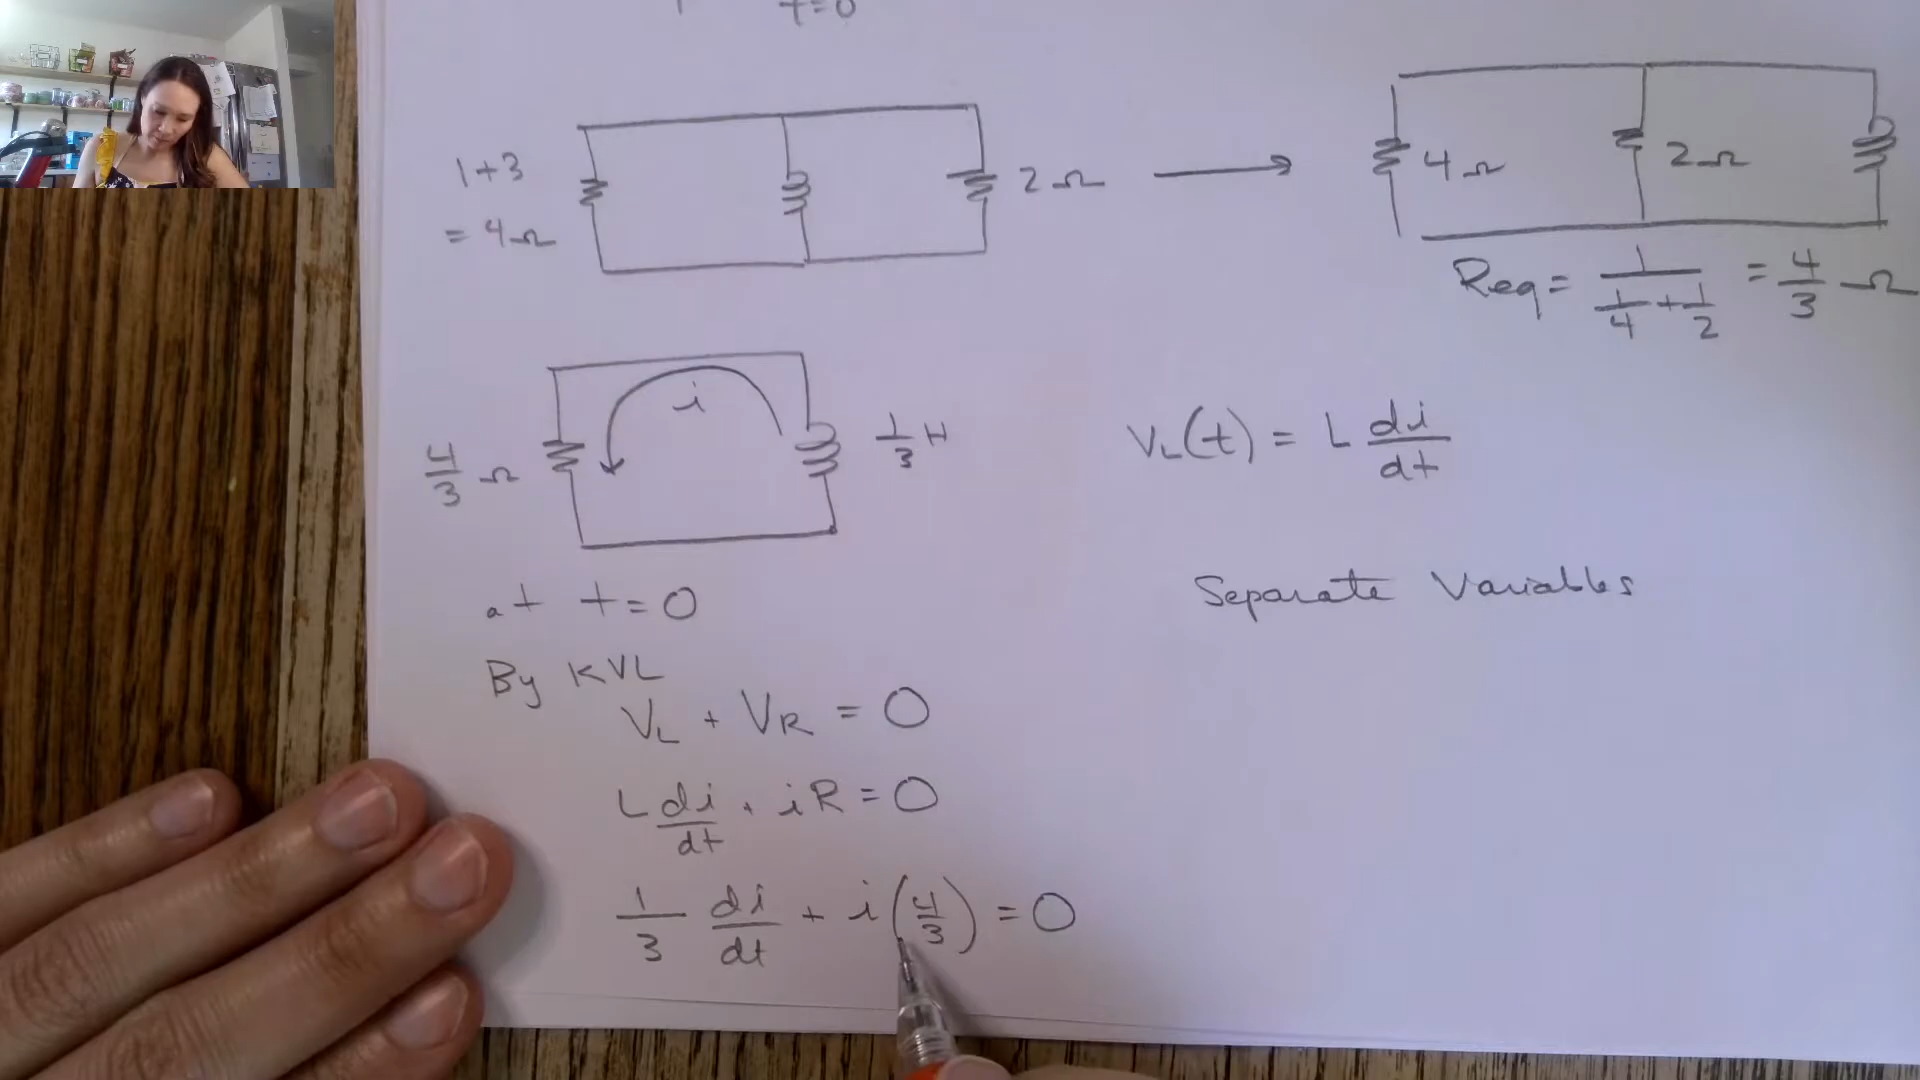 t=0
1+3
= 4Ω
2Ω
4Ω
2Ω
Req = 1/(1/4 + 1/2) = 4/3 Ω
i
4/3 Ω
1/3 H
VL(t) = L di/dt
at t=0
Separate Variables
By KVL
VL + VR = 0
L di/dt + iR = 0
1/3 di/dt + i(4/3) = 0